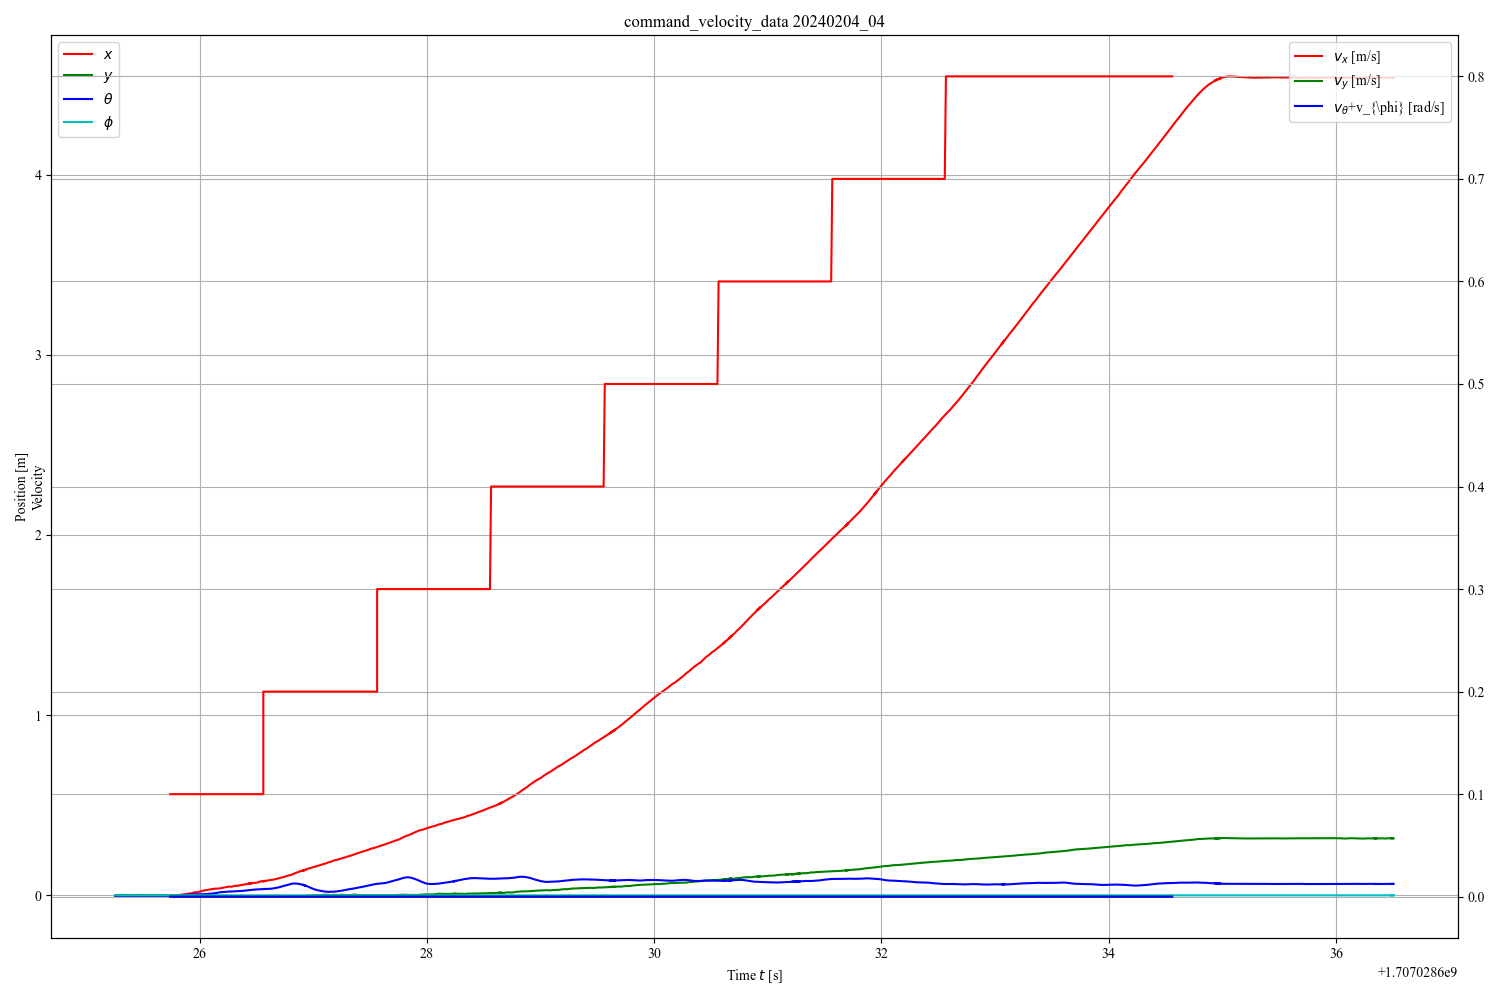 command_velocity_data 20240204_04
x
y
θ
ϕ
v_x [m/s]
v_y [m/s]
v_θ+v_{\phi} [rad/s]
4
3
2
1
0
0.8
0.7
0.6
0.5
0.4
0.3
0.2
0.1
0.0
Position [m]
Velocity
26 28 30 32 34 36
Time t [s]
+1.7070286e9